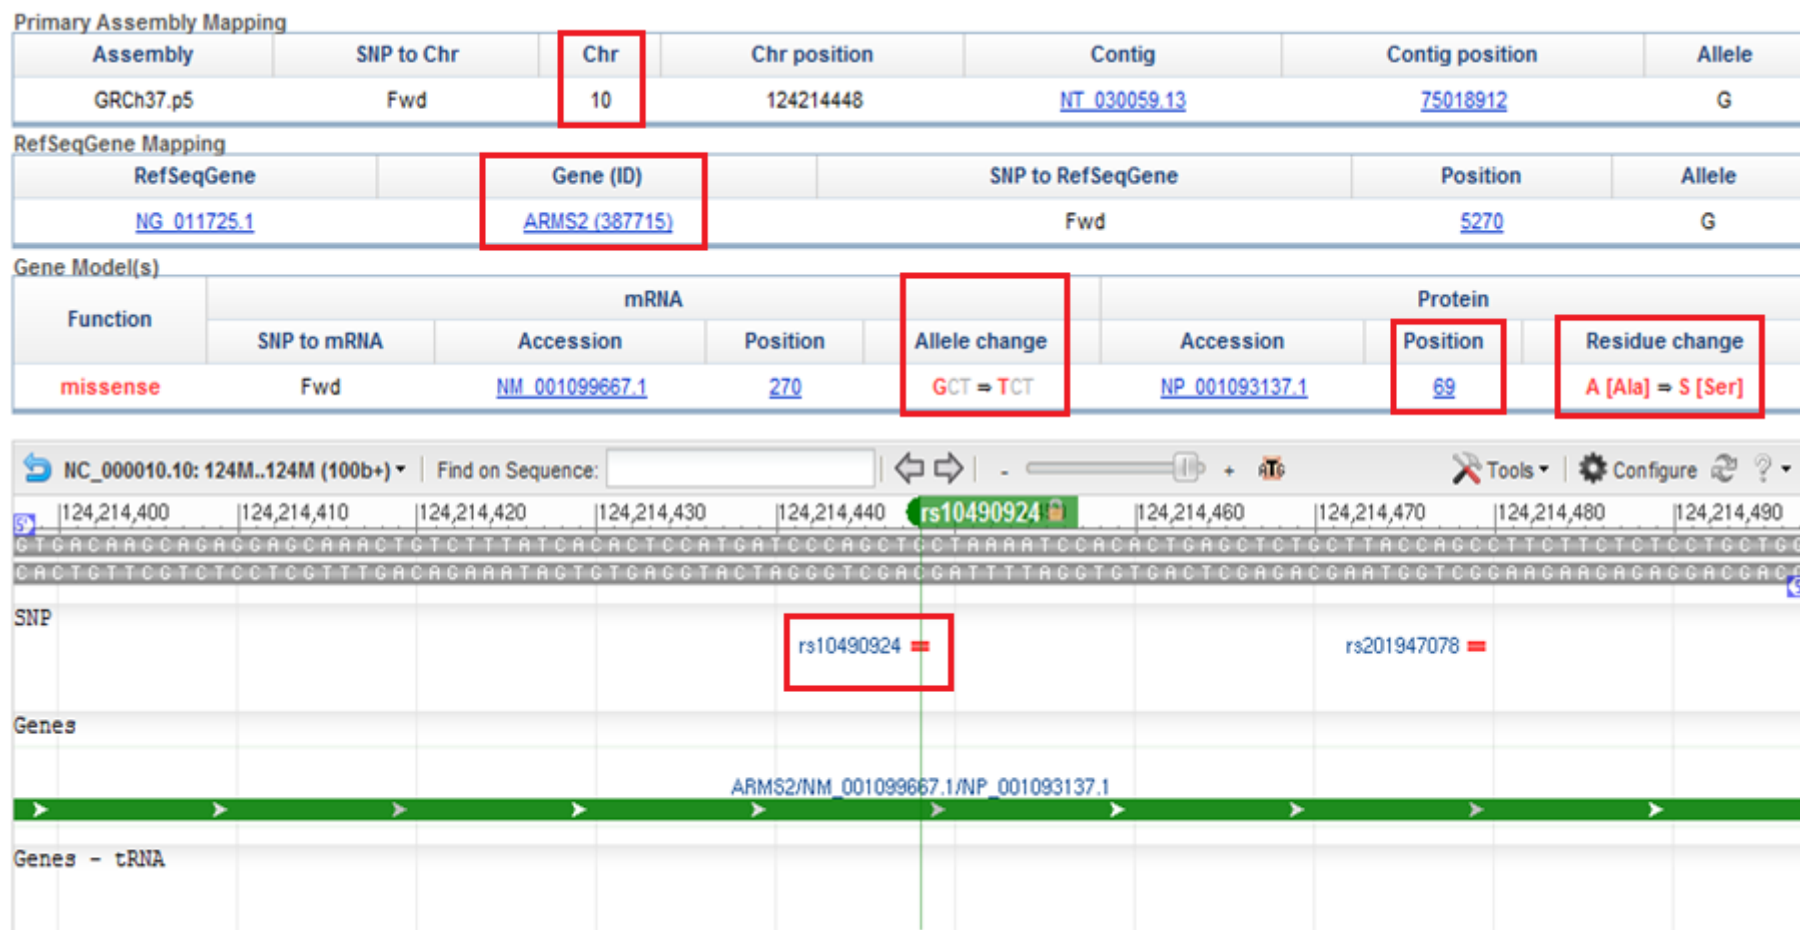 Primary Assembly Mapping
Assembly SNP to Chr Chr Chr position Contig Contig position Allele
GRCh37.p5 Fwd 10 124214448 NT_030059.13 75018912 G
RefSeqGene Mapping
RefSeqGene Gene (ID) SNP to RefSeqGene Position Allele
NG_011725.1 ARMS2 (387715) Fwd 5270 G
Gene Model(s)
Function mRNA Protein
SNP to mRNA Accession Position Allele change Accession Position Residue change
missense Fwd NM_001099667.1 270 GCT ⇒ TCT NP_001093137.1 69 A [Ala] ⇒ S [Ser]
NC_000010.10: 124M..124M (100b+) Find on Sequence: - + ATG Tools Configure ?
124,214,400 124,214,410 124,214,420 124,214,430 124,214,440 rs10490924 124,214,460 124,214,470 124,214,480 124,214,490
SNP
rs10490924 rs201947078
Genes
ARMS2/NM_001099667.1/NP_001093137.1
Genes - tRNA